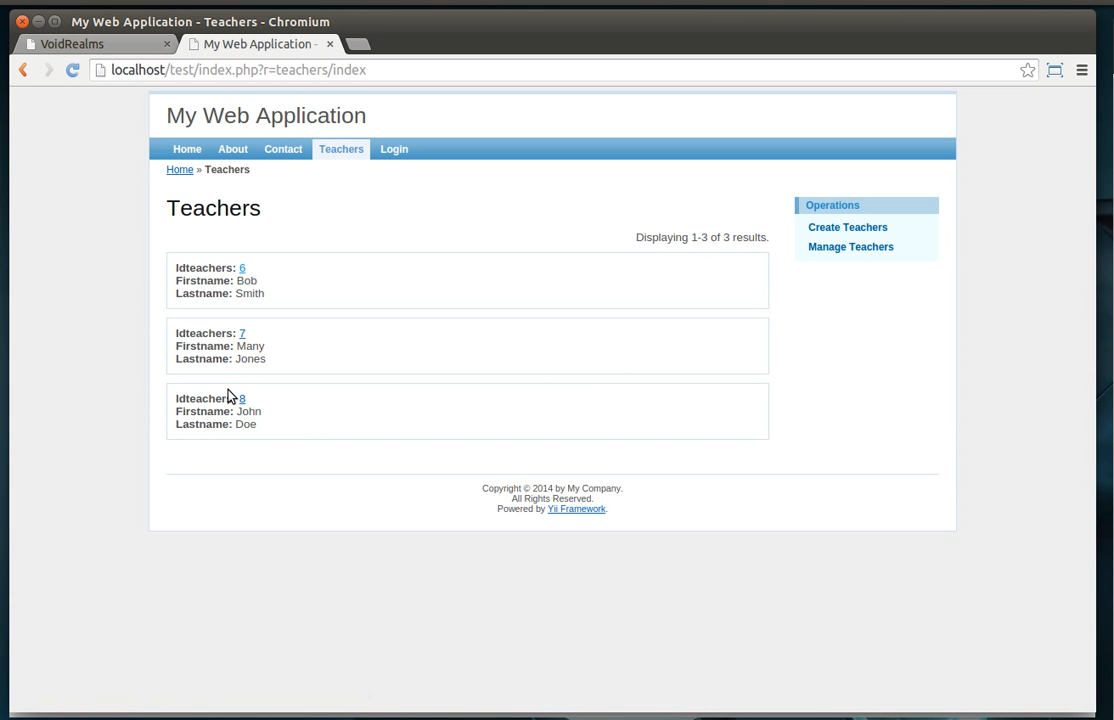 My Web Application - Teachers - Chromium
VoidRealms
My Web Application -
localhost/test/index.php?r=teachers/index
My Web Application
Home About Contact Teachers Login
Home » Teachers
Teachers
Displaying 1-3 of 3 results.
Idteachers: 6
Firstname: Bob
Lastname: Smith
Idteachers: 7
Firstname: Many
Lastname: Jones
Idteachers: 8
Firstname: John
Lastname: Doe
Operations
Create Teachers
Manage Teachers
Copyright © 2014 by My Company.
All Rights Reserved.
Powered by Yii Framework.